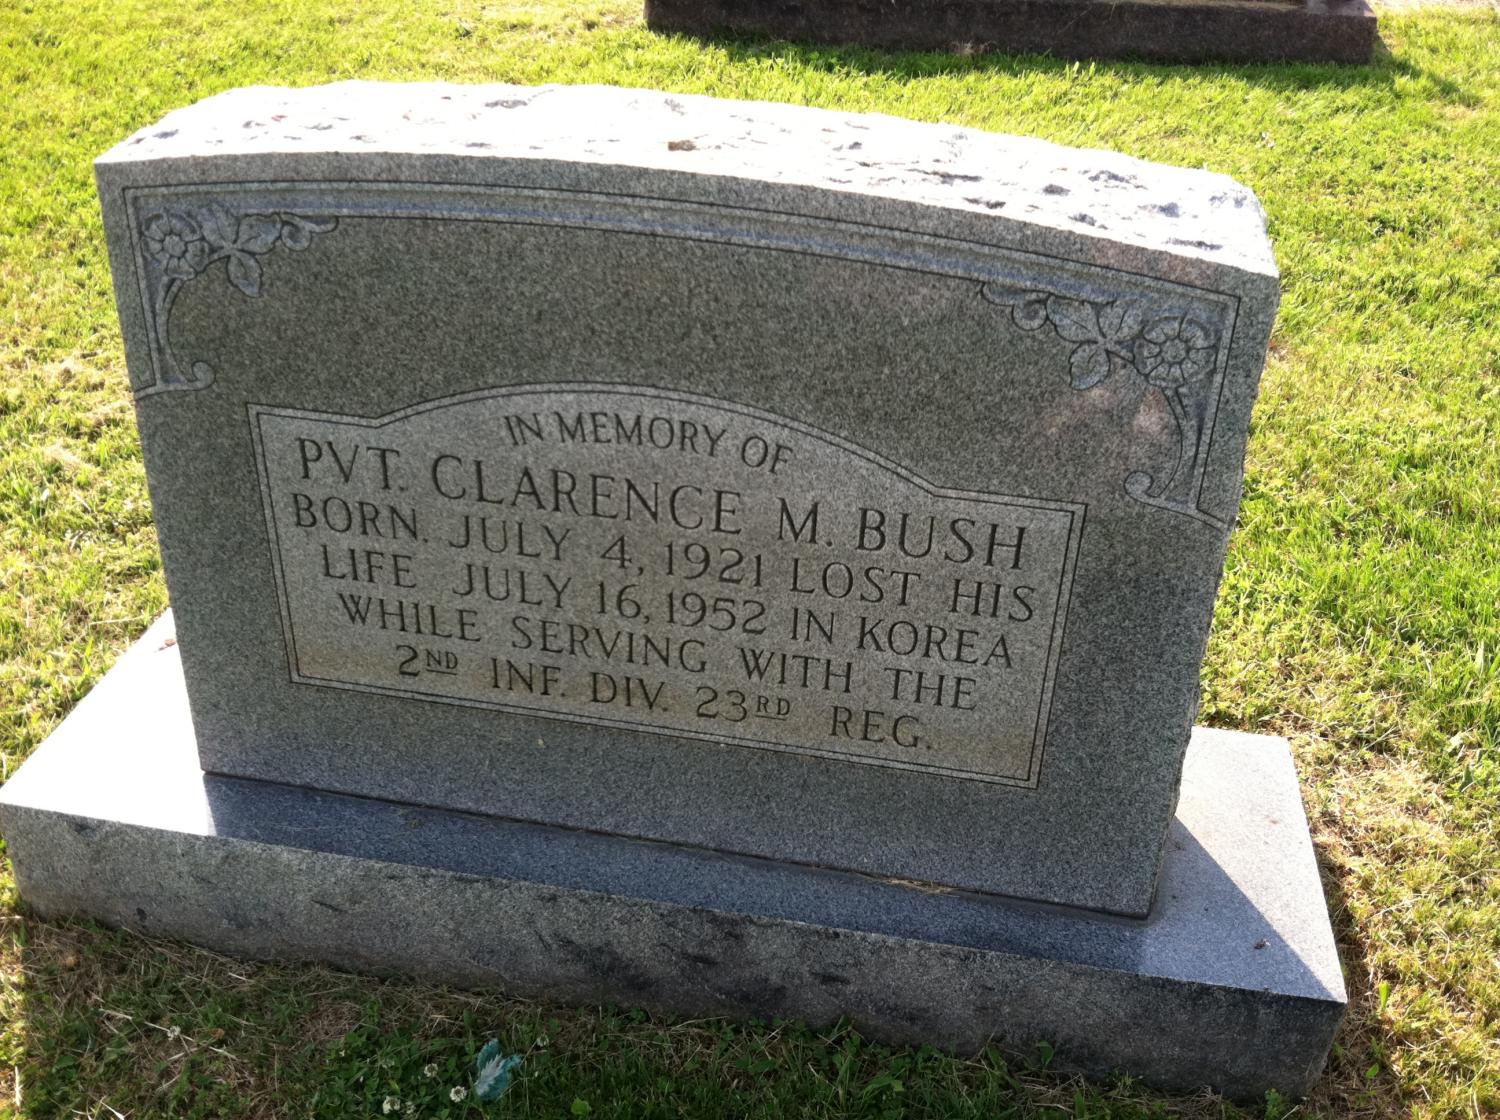 IN MEMORY OF
PVT. CLARENCE M. BUSH
BORN. JULY 4, 1921 LOST HIS
LIFE JULY 16, 1952 IN KOREA
WHILE SERVING WITH THE
2ND INF. DIV. 23RD REG.